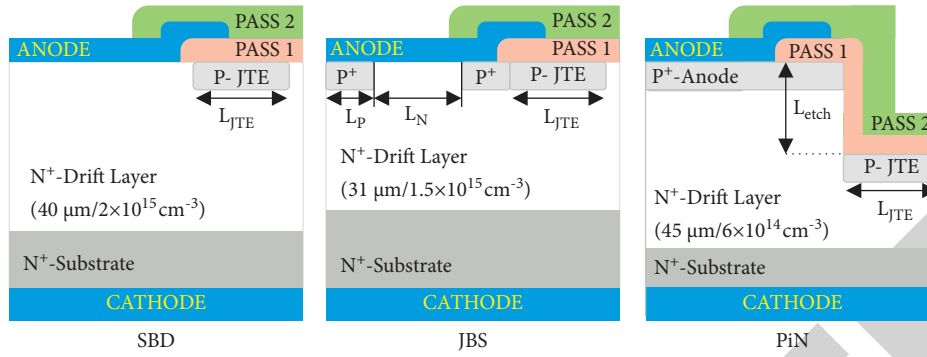 PASS 2
ANODE
PASS 1
P- JTE
L_JTE
N⁺-Drift Layer
(40 μm/2×10¹⁵cm⁻³)
N⁺-Substrate
CATHODE
SBD
PASS 2
ANODE
PASS 1
P⁺
P⁺
P- JTE
L_P
L_N
L_JTE
N⁺-Drift Layer
(31 μm/1.5×10¹⁵cm⁻³)
N⁺-Substrate
CATHODE
JBS
ANODE
PASS 1
P⁺-Anode
L_etch
PASS 2
P- JTE
L_JTE
N⁺-Drift Layer
(45 μm/6×10¹⁴cm⁻³)
N⁺-Substrate
CATHODE
PiN